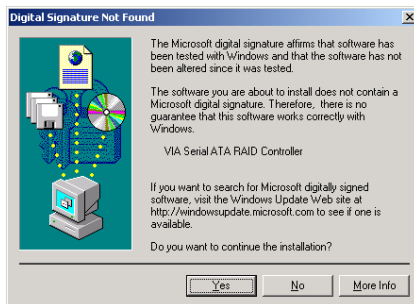 Digital Signature Not Found
The Microsoft digital signature affirms that software has
been tested with Windows and that the software has not
been altered since it was tested.
The software you are about to install does not contain a
Microsoft digital signature. Therefore, there is no
guarantee that this software works correctly with
Windows.
VIA Serial ATA RAID Controller
If you want to search for Microsoft digitally signed
software, visit the Windows Update Web site at
http://windowsupdate.microsoft.com to see if one is
available.
Do you want to continue the installation?
Yes No More Info